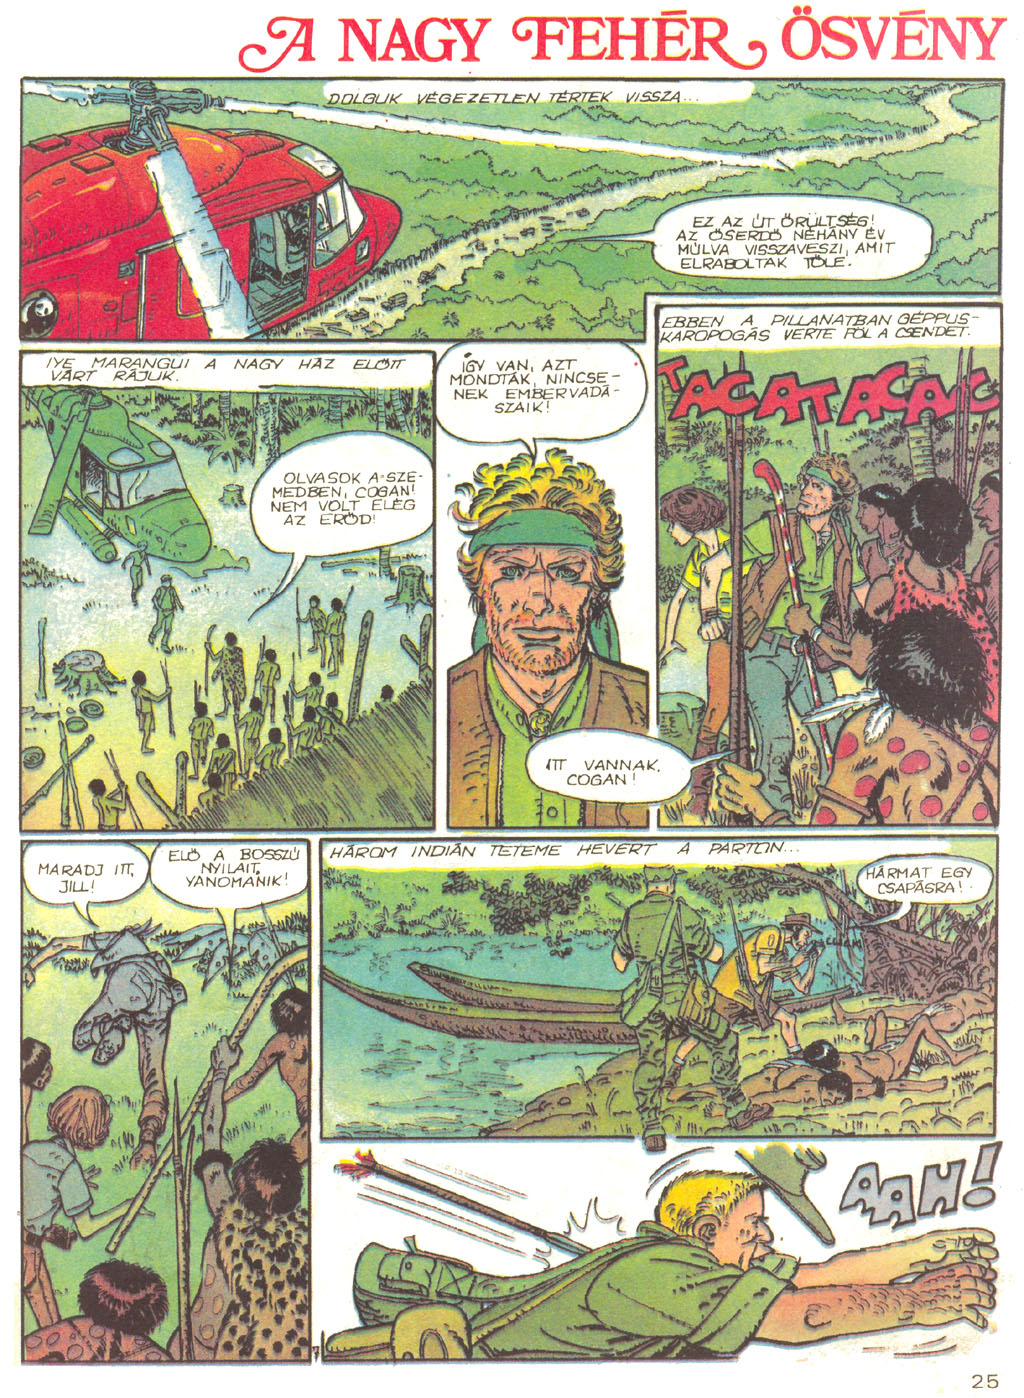 A NAGY FEHÉR ÖSVÉNY
DOLGUK VÉGEZETLEN TÉRTEK VISSZA...
EZ AZ ÚT ŐRÜLTSÉG!
AZ ŐSERDŐ NÉHÁNY ÉV
MÚLVA VISSZAVESZI, AMIT
ELRABOLTAK TŐLE.
IYE MARANGUI A NAGY HÁZ ELŐTT
VÁRT RÁJUK.
OLVASOK A SZE-
MEDBEN, COGAN!
NEM VOLT ELÉG
AZ ERŐD!
ÍGY VAN, AZT
MONDTÁK, NINCSE-
NEK EMBERVADÁ-
SZAIK!
EBBEN A PILLANATBAN GÉPPUS-
KAROPOGÁS VERTE FÖL A CSENDET.
TACATACAC
ITT VANNAK,
COGAN!
MARADJ ITT,
JILL!
ELŐ A BOSSZÚ
NYILAIT,
YANOMANIK!
HÁROM INDIÁN TETEME HEVERT A PARTON...
HÁRMAT EGY
CSAPÁSRA!
AAH!
25